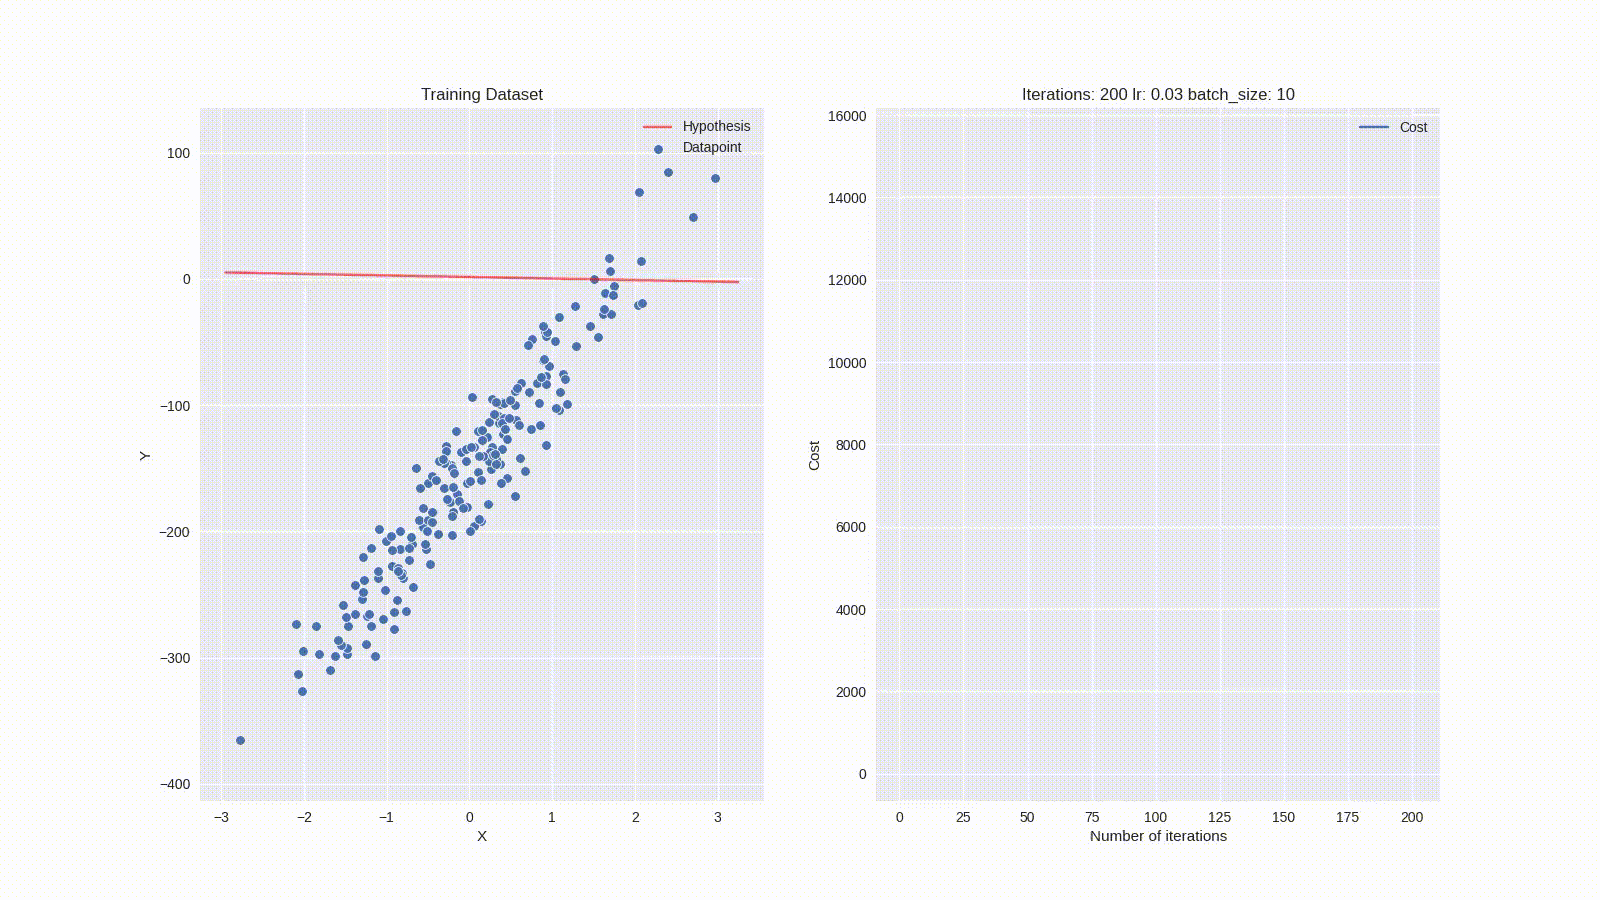 Training Dataset
Hypothesis
Datapoint
100
0
−100
−200
−300
−400
Y
−3 −2 −1 0 1 2 3
X
Iterations: 200 lr: 0.03 batch_size: 10
Cost
16000
14000
12000
10000
8000
6000
4000
2000
0
Cost
0 25 50 75 100 125 150 175 200
Number of iterations